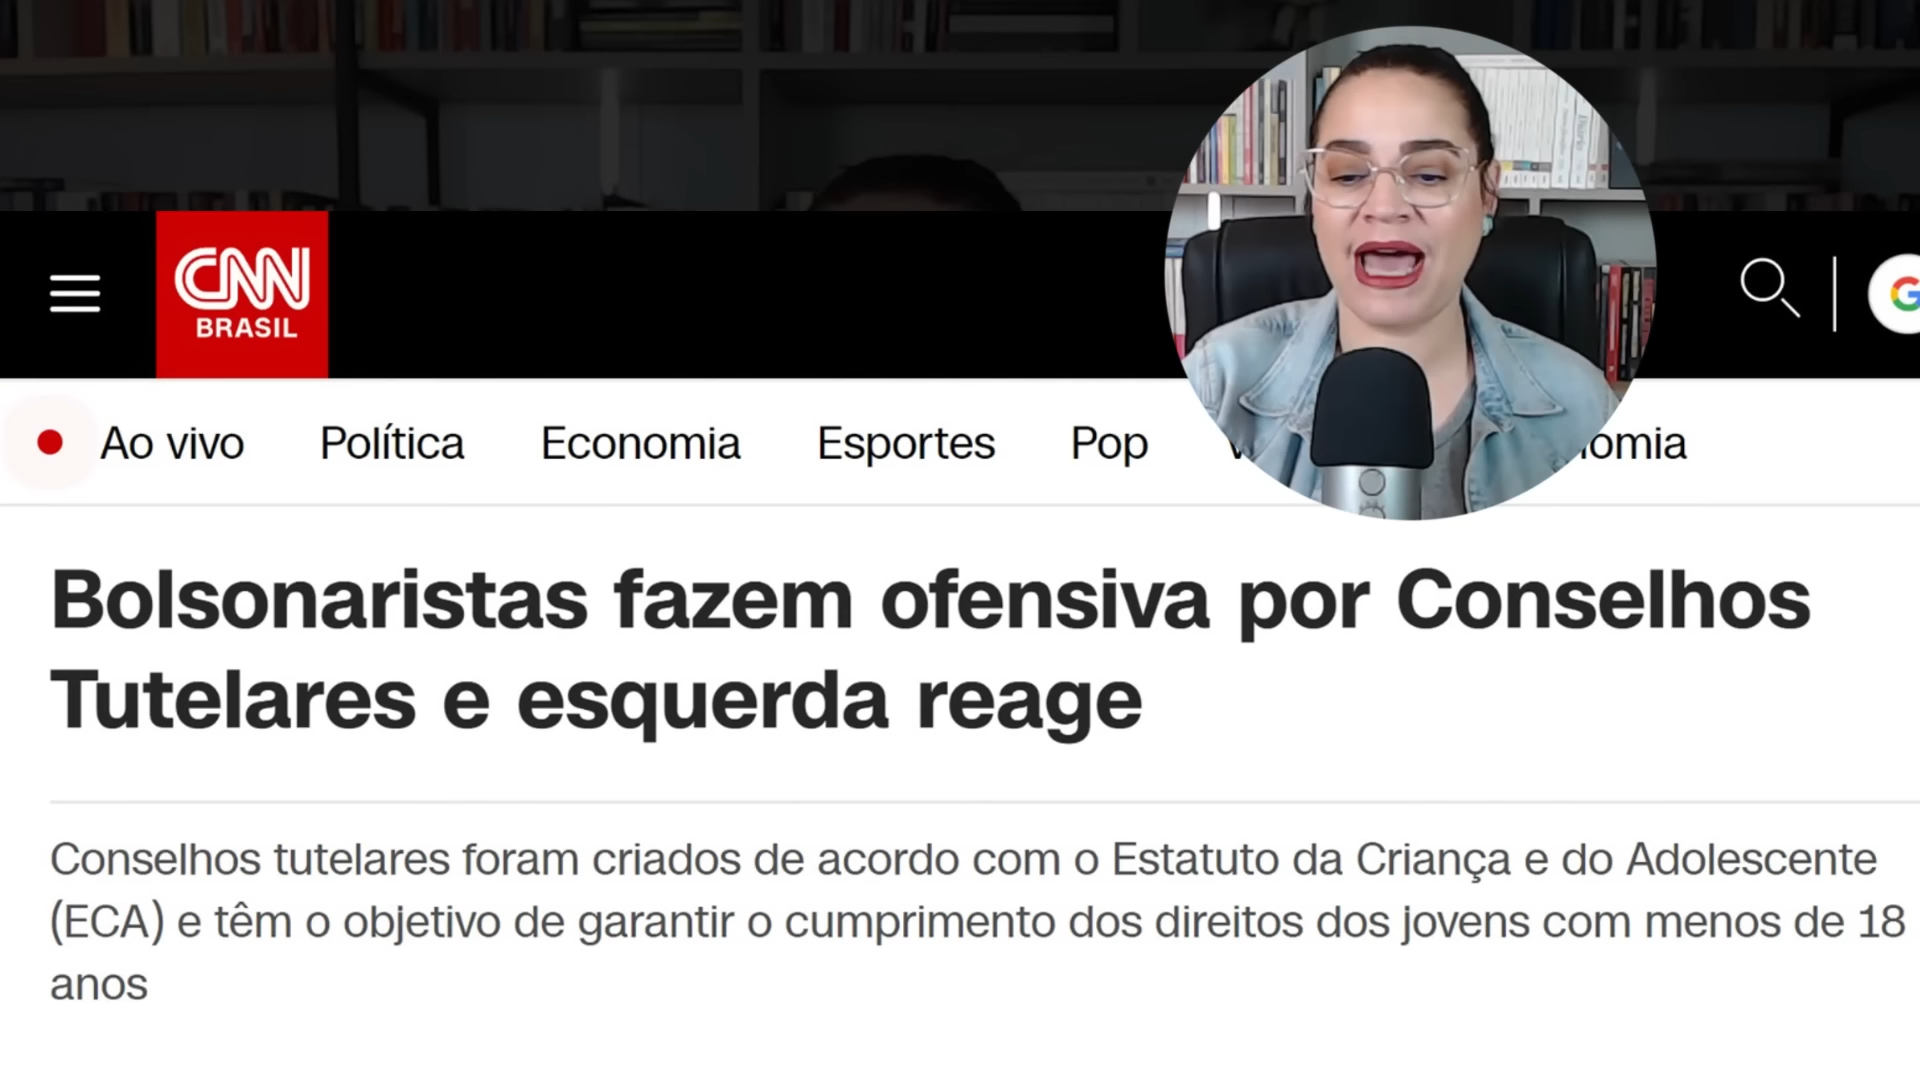 CNN
BRASIL
Ao vivo Política Economia Esportes Pop
Bolsonaristas fazem ofensiva por Conselhos
Tutelares e esquerda reage
Conselhos tutelares foram criados de acordo com o Estatuto da Criança e do Adolescente
(ECA) e têm o objetivo de garantir o cumprimento dos direitos dos jovens com menos de 18
anos